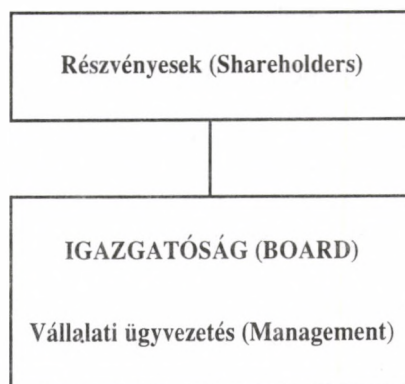 Részvényesek (Shareholders)
IGAZGATÓSÁG (BOARD)
Vállalati ügyvezetés (Management)